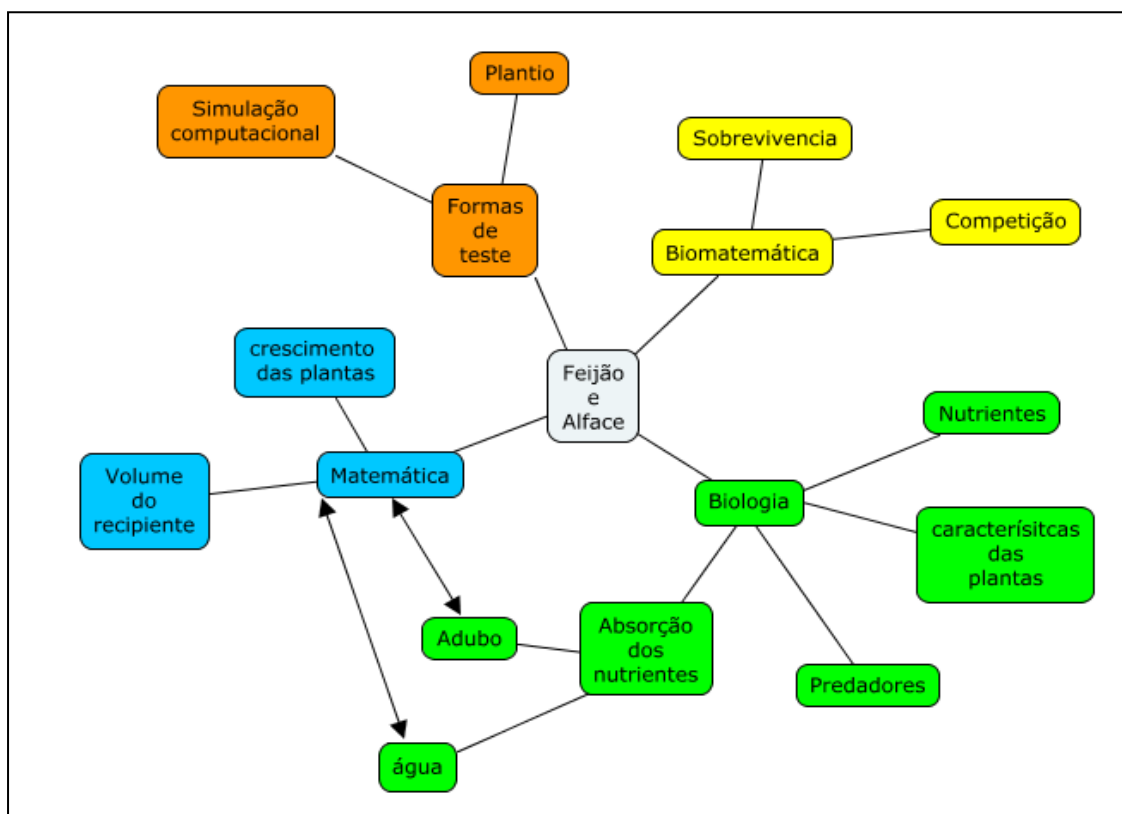 Plantio
Simulação
computacional
Sobrevivencia
Formas
de
teste
Competição
Biomatemática
crescimento
das plantas
Feijão
e
Alface
Nutrientes
Volume
do
recipiente
Matemática
Biologia
caracterísitcas
das
plantas
Adubo
Absorção
dos
nutrientes
Predadores
água